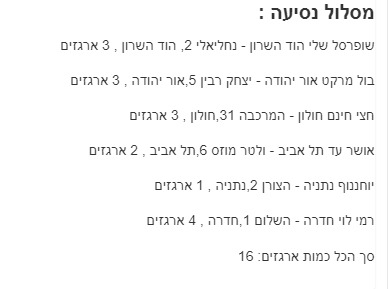 מסלול נסיעה :
שופרסל שלי הוד השרון - נחליאלי 2, הוד השרון , 3 ארגזים
בול מרקט אור יהודה - יצחק רבין 5,אור יהודה , 3 ארגזים
חצי חינם חולון - המרכבה 31,חולון , 3 ארגזים
אושר עד תל אביב - ולטר מוזס 6,תל אביב , 2 ארגזים
יוחננוף נתניה - הצורן 2,נתניה , 1 ארגזים
רמי לוי חדרה - השלום 1,חדרה , 4 ארגזים
סך הכל כמות ארגזים: 16